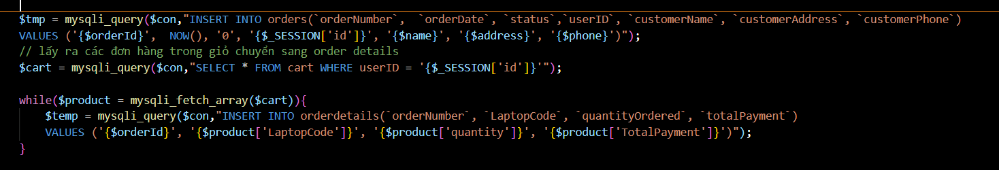 $tmp = mysqli_query($con,"INSERT INTO orders(`orderNumber`,  `orderDate`, `status`,`userID`, `customerName`, `customerAddress`, `customerPhone`)
VALUES ('{$orderId}',  NOW(), '0', '{$_SESSION['id']}', '{$name}', '{$address}', '{$phone}')");
// lấy ra các đơn hàng trong giỏ chuyển sang order details
$cart = mysqli_query($con,"SELECT * FROM cart WHERE userID = '{$_SESSION['id']}'");
while($product = mysqli_fetch_array($cart)){
$temp = mysqli_query($con,"INSERT INTO orderdetails(`orderNumber`, `LaptopCode`, `quantityOrdered`, `totalPayment`)
VALUES ('{$orderId}', '{$product['LaptopCode']}', '{$product['quantity']}', '{$product['TotalPayment']}')");
}